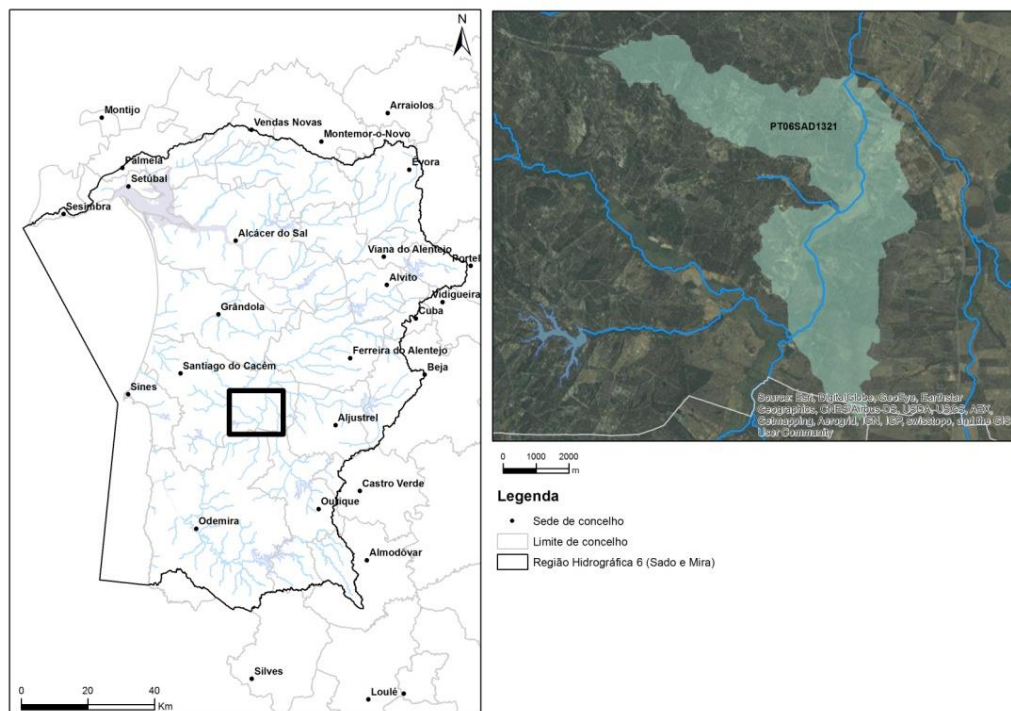 N
Montijo
Arraiolos
Vendas Novas
Montemor-o-Novo
Palmela
Évora
Setúbal
Sesimbra
Alcácer do Sal
Viana do Alentejo
Portel
Alvito
Vidigueira
Cuba
Grândola
Ferreira do Alentejo
Santiago do Cacém
Beja
Sines
Aljustrel
Castro Verde
Ourique
Odemira
Almodôvar
Silves
Loulé
0 20 40
Km
PT06SAD1321
Source: Esri, DigitalGlobe, GeoEye, Earthstar
Geographics, CNES/Airbus DS, USDA, USGS, AEX,
Getmapping, Aerogrid, IGN, IGP, swisstopo, and the GIS
User Community
0 1000 2000
m
Legenda
Sede de concelho
Limite de concelho
Região Hidrográfica 6 (Sado e Mira)